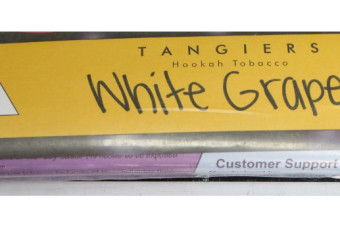 TANGIERS
Hookah Tobacco
White Grape
Customer Support